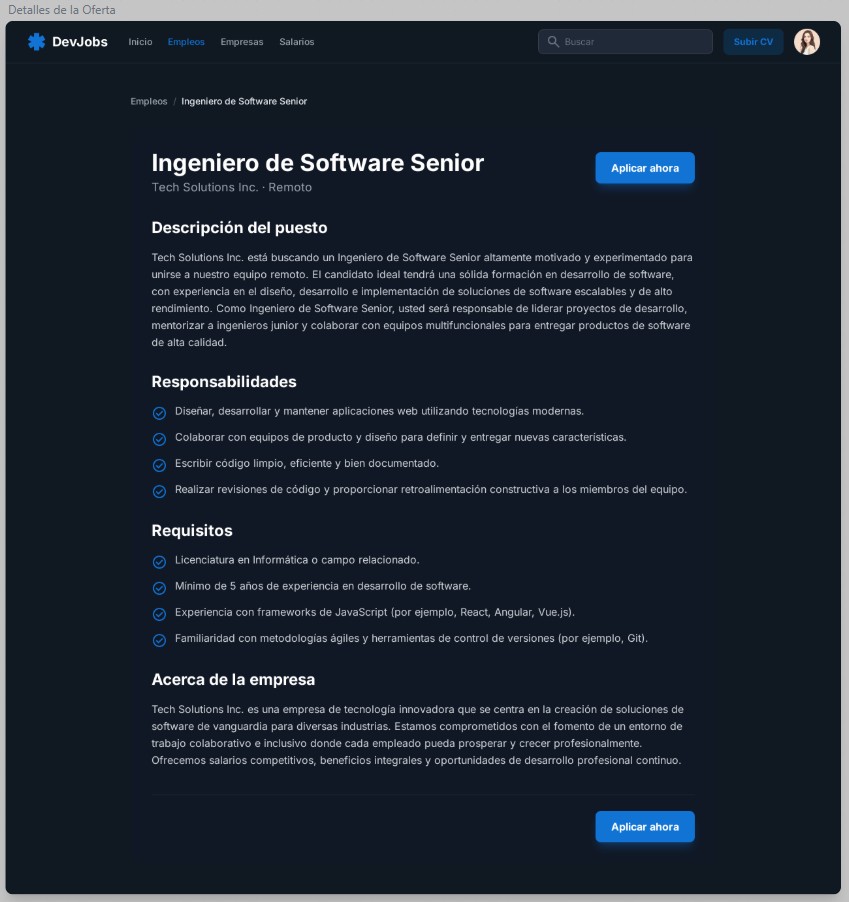 Detalles de la Oferta
DevJobs Inicio Empleos Empresas Salarios Buscar Subir CV
Empleos / Ingeniero de Software Senior
Ingeniero de Software Senior
Aplicar ahora
Tech Solutions Inc. · Remoto
Descripción del puesto
Tech Solutions Inc. está buscando un Ingeniero de Software Senior altamente motivado y experimentado para
unirse a nuestro equipo remoto. El candidato ideal tendrá una sólida formación en desarrollo de software,
con experiencia en el diseño, desarrollo e implementación de soluciones de software escalables y de alto
rendimiento. Como Ingeniero de Software Senior, usted será responsable de liderar proyectos de desarrollo,
mentorizar a ingenieros junior y colaborar con equipos multifuncionales para entregar productos de software
de alta calidad.
Responsabilidades
Diseñar, desarrollar y mantener aplicaciones web utilizando tecnologías modernas.
Colaborar con equipos de producto y diseño para definir y entregar nuevas características.
Escribir código limpio, eficiente y bien documentado.
Realizar revisiones de código y proporcionar retroalimentación constructiva a los miembros del equipo.
Requisitos
Licenciatura en Informática o campo relacionado.
Mínimo de 5 años de experiencia en desarrollo de software.
Experiencia con frameworks de JavaScript (por ejemplo, React, Angular, Vue.js).
Familiaridad con metodologías ágiles y herramientas de control de versiones (por ejemplo, Git).
Acerca de la empresa
Tech Solutions Inc. es una empresa de tecnología innovadora que se centra en la creación de soluciones de
software de vanguardia para diversas industrias. Estamos comprometidos con el fomento de un entorno de
trabajo colaborativo e inclusivo donde cada empleado pueda prosperar y crecer profesionalmente.
Ofrecemos salarios competitivos, beneficios integrales y oportunidades de desarrollo profesional continuo.
Aplicar ahora